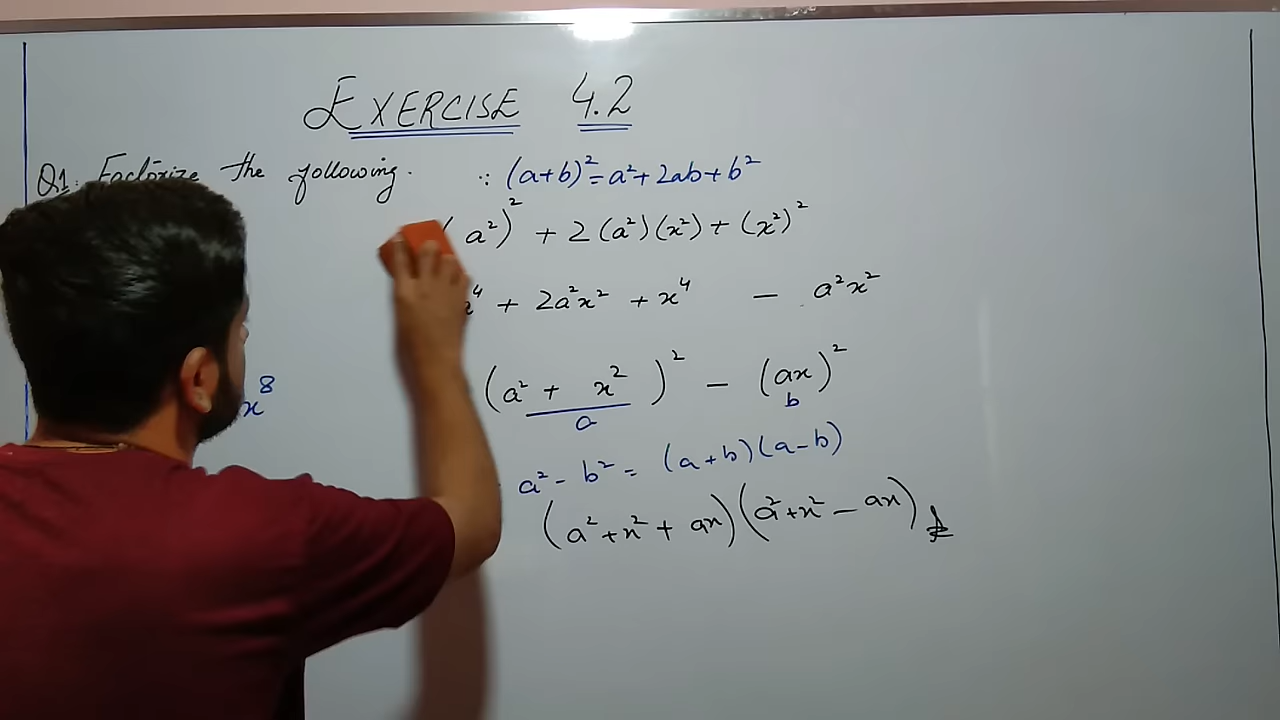 EXERCISE 4.2
Q1: Factorize the following. ∵ (a+b)² = a² + 2ab + b²
(a²)² + 2(a²)(x²) + (x²)²
⁴ + 2a²x² + x⁴ − a²x²
x⁸
(a² + x²)² − (ax)²
a b
a² − b² = (a+b)(a−b)
(a² + x² + ax)(a² + x² − ax)